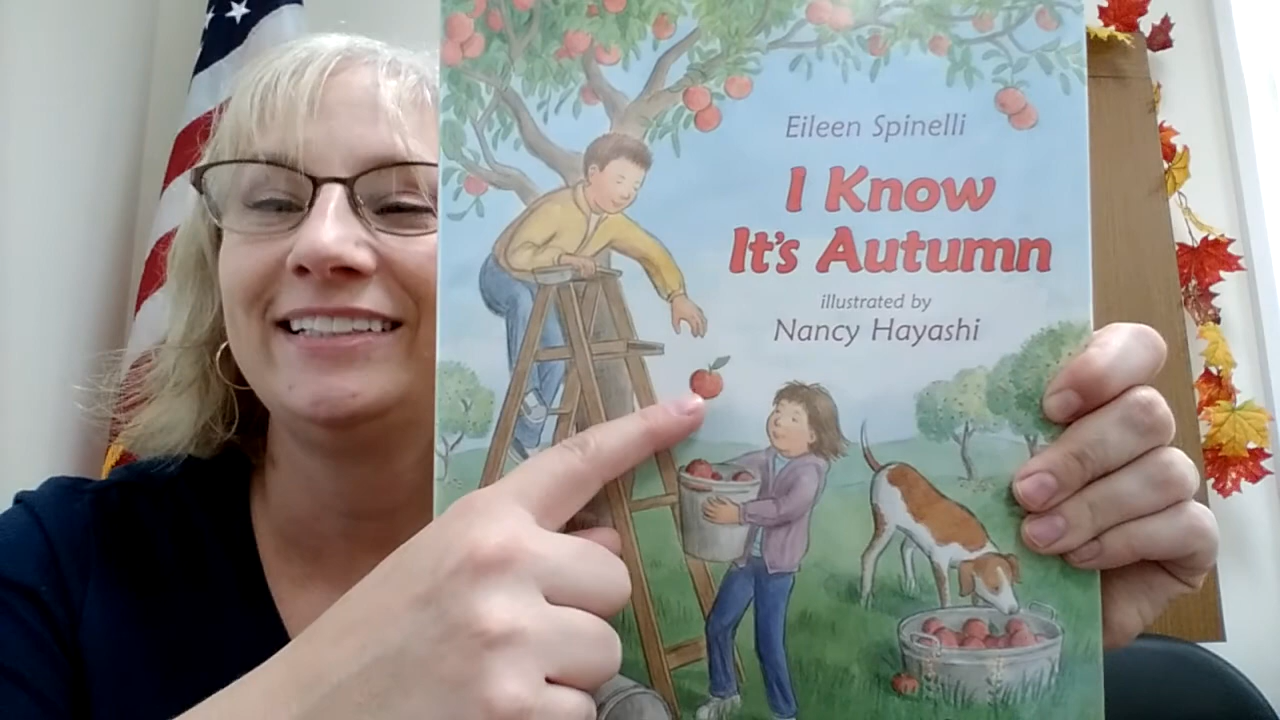 Eileen Spinelli
I Know
It's Autumn
illustrated by
Nancy Hayashi